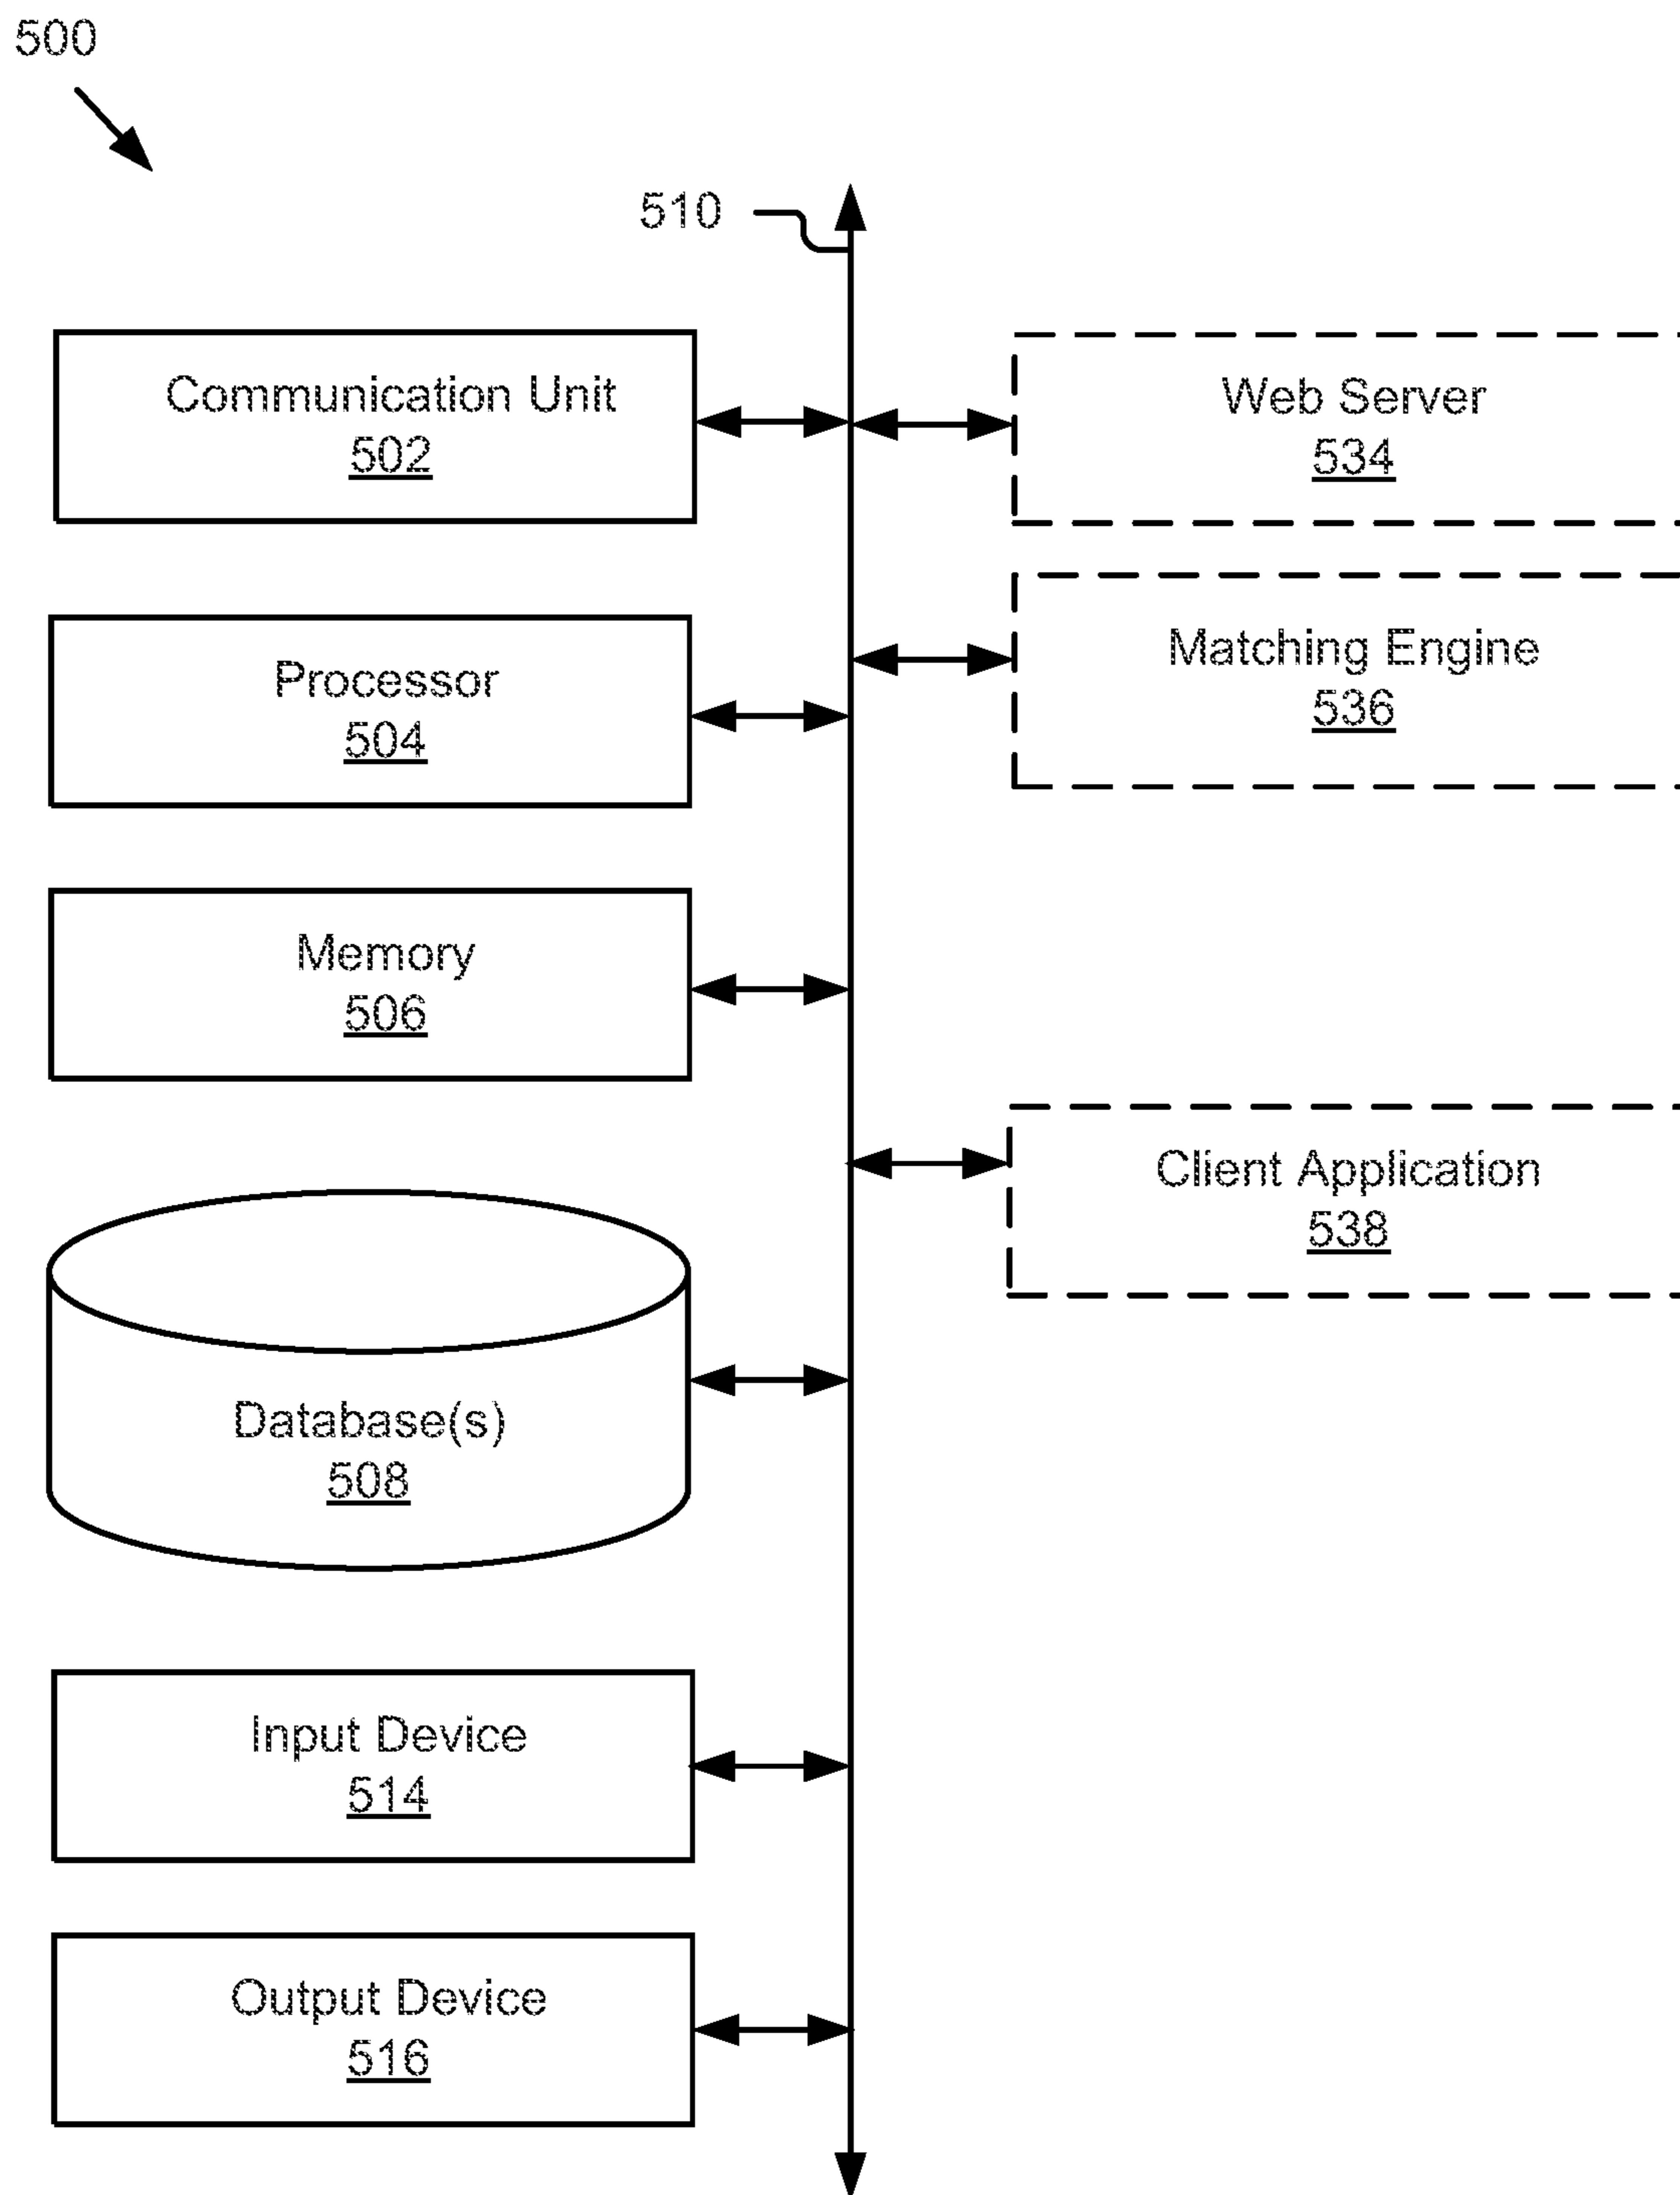 500
510
Communication Unit
502
Web Server
534
Processor
504
Matching Engine
536
Memory
506
Client Application
538
Database(s)
508
Input Device
514
Output Device
516